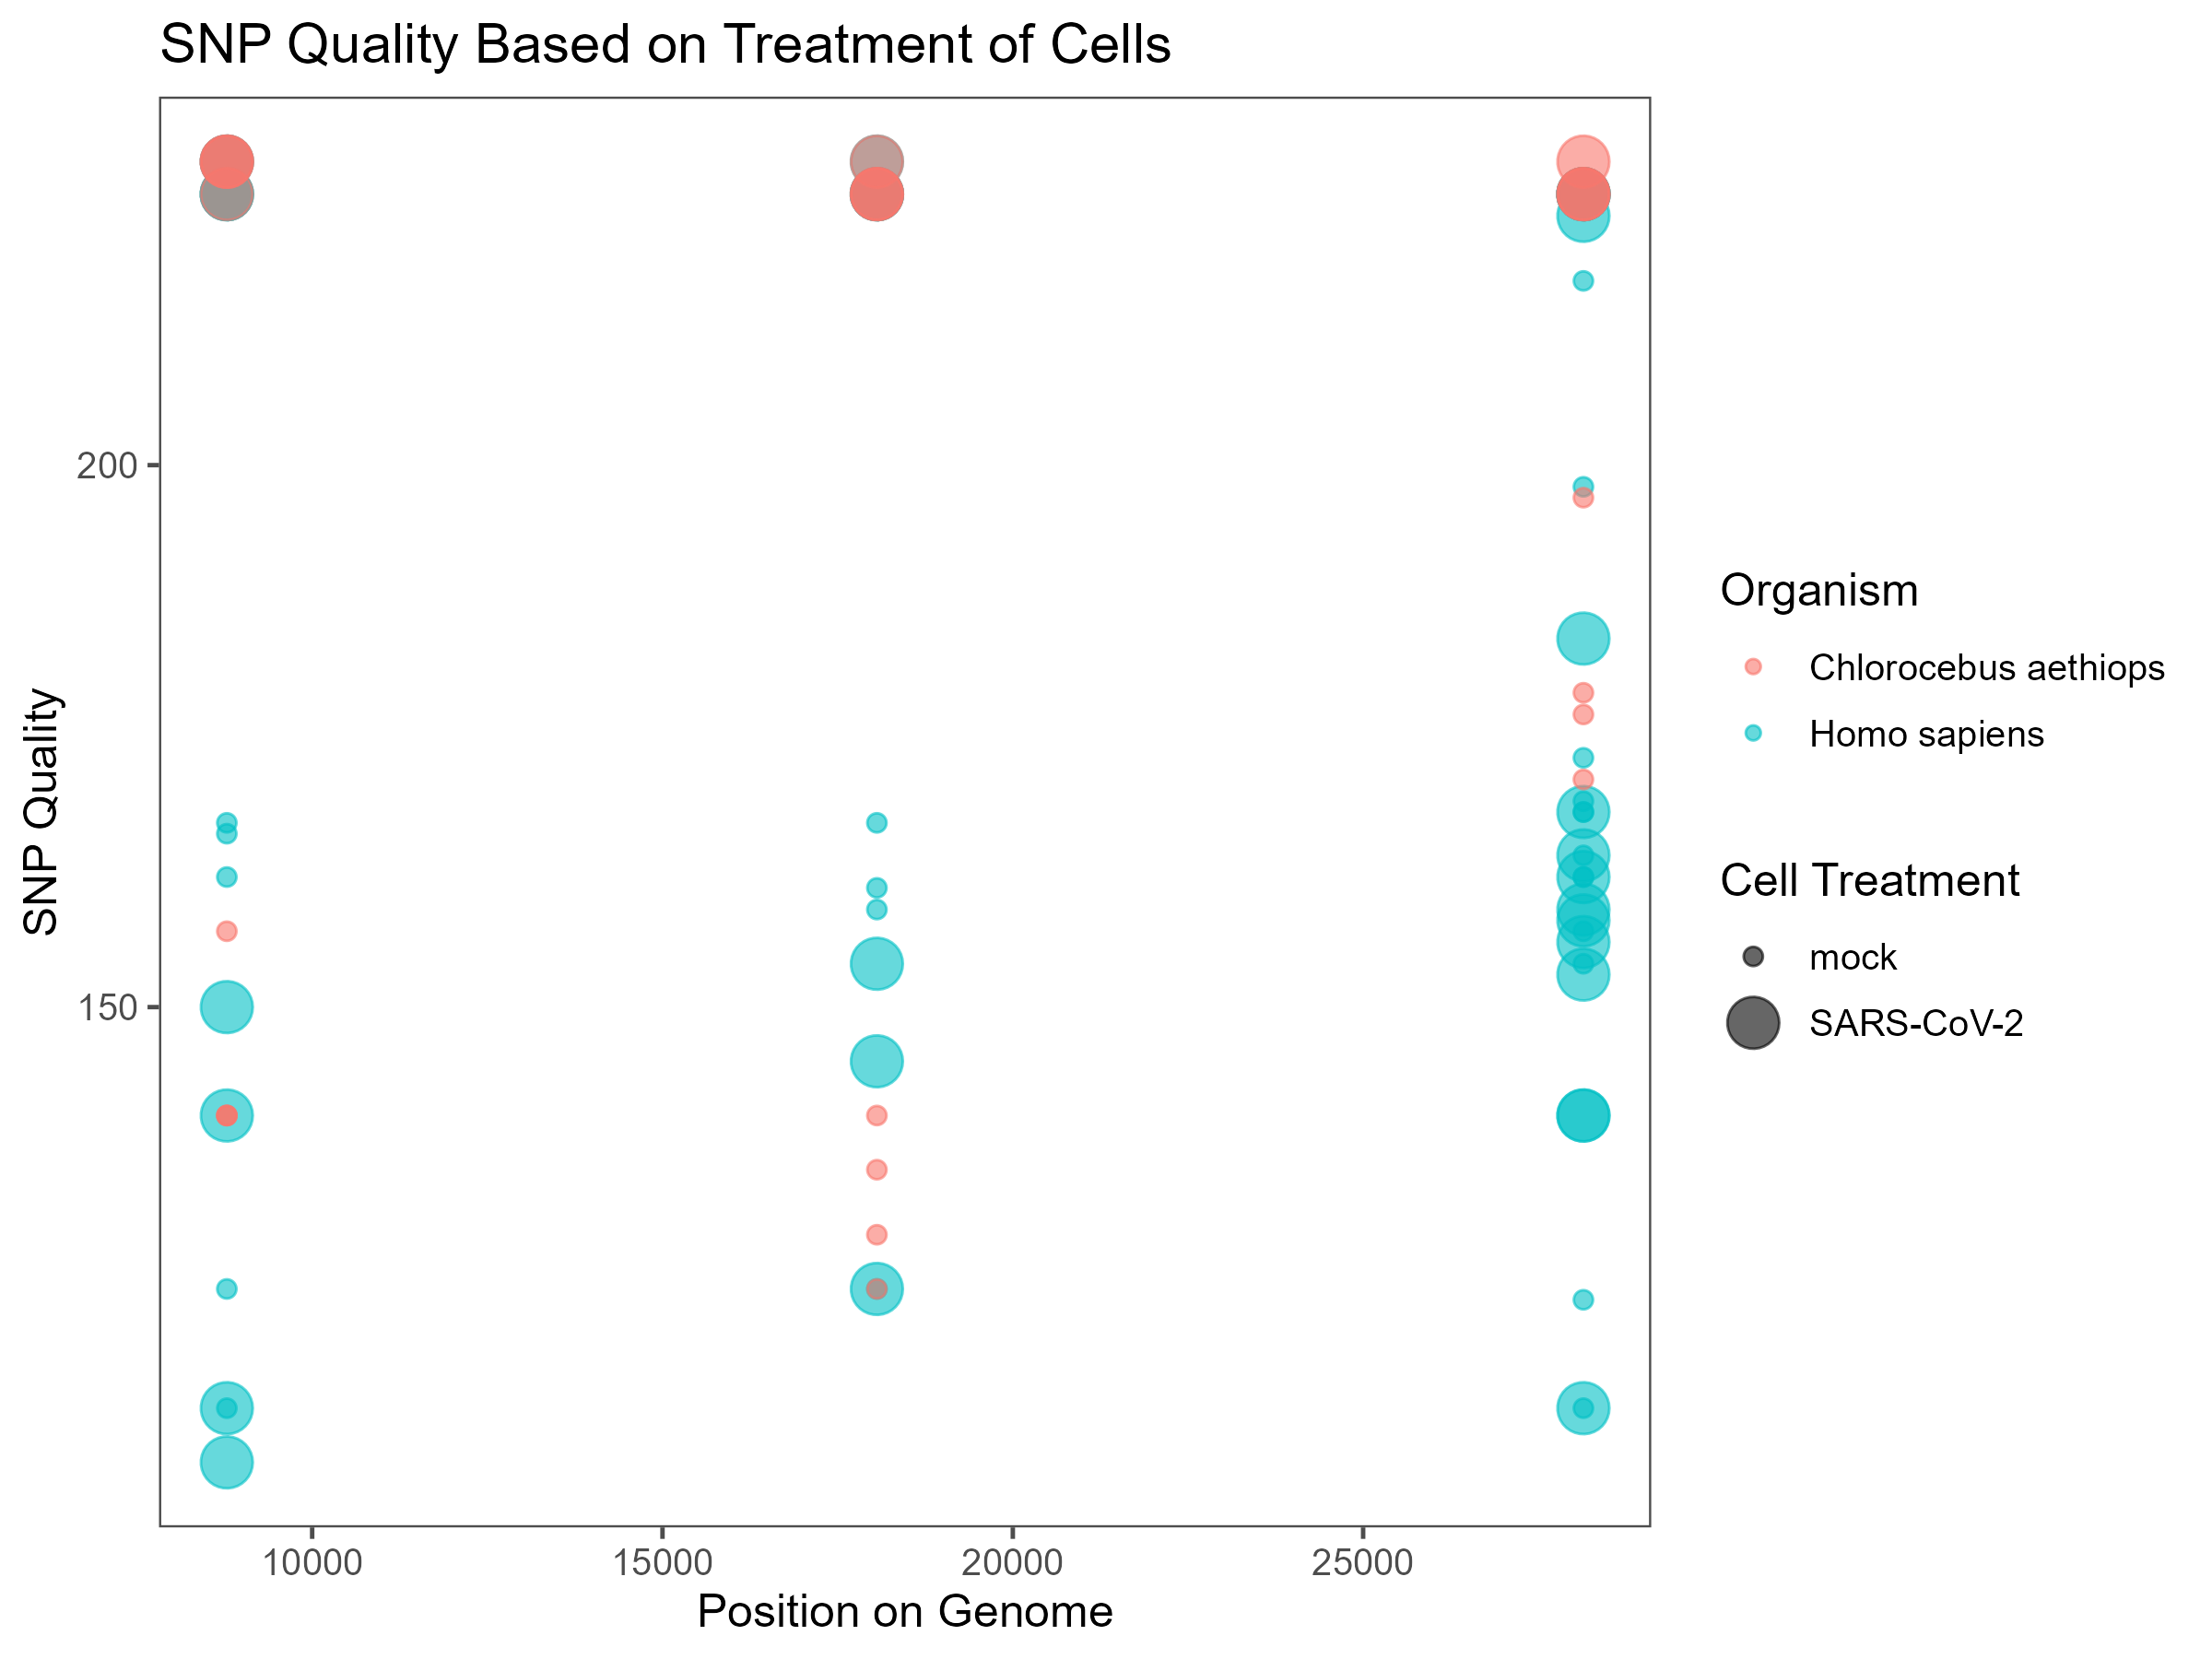 SNP Quality Based on Treatment of Cells
SNP Quality
200
150
10000
15000
20000
25000
Position on Genome
Organism
Chlorocebus aethiops
Homo sapiens
Cell Treatment
mock
SARS-CoV-2